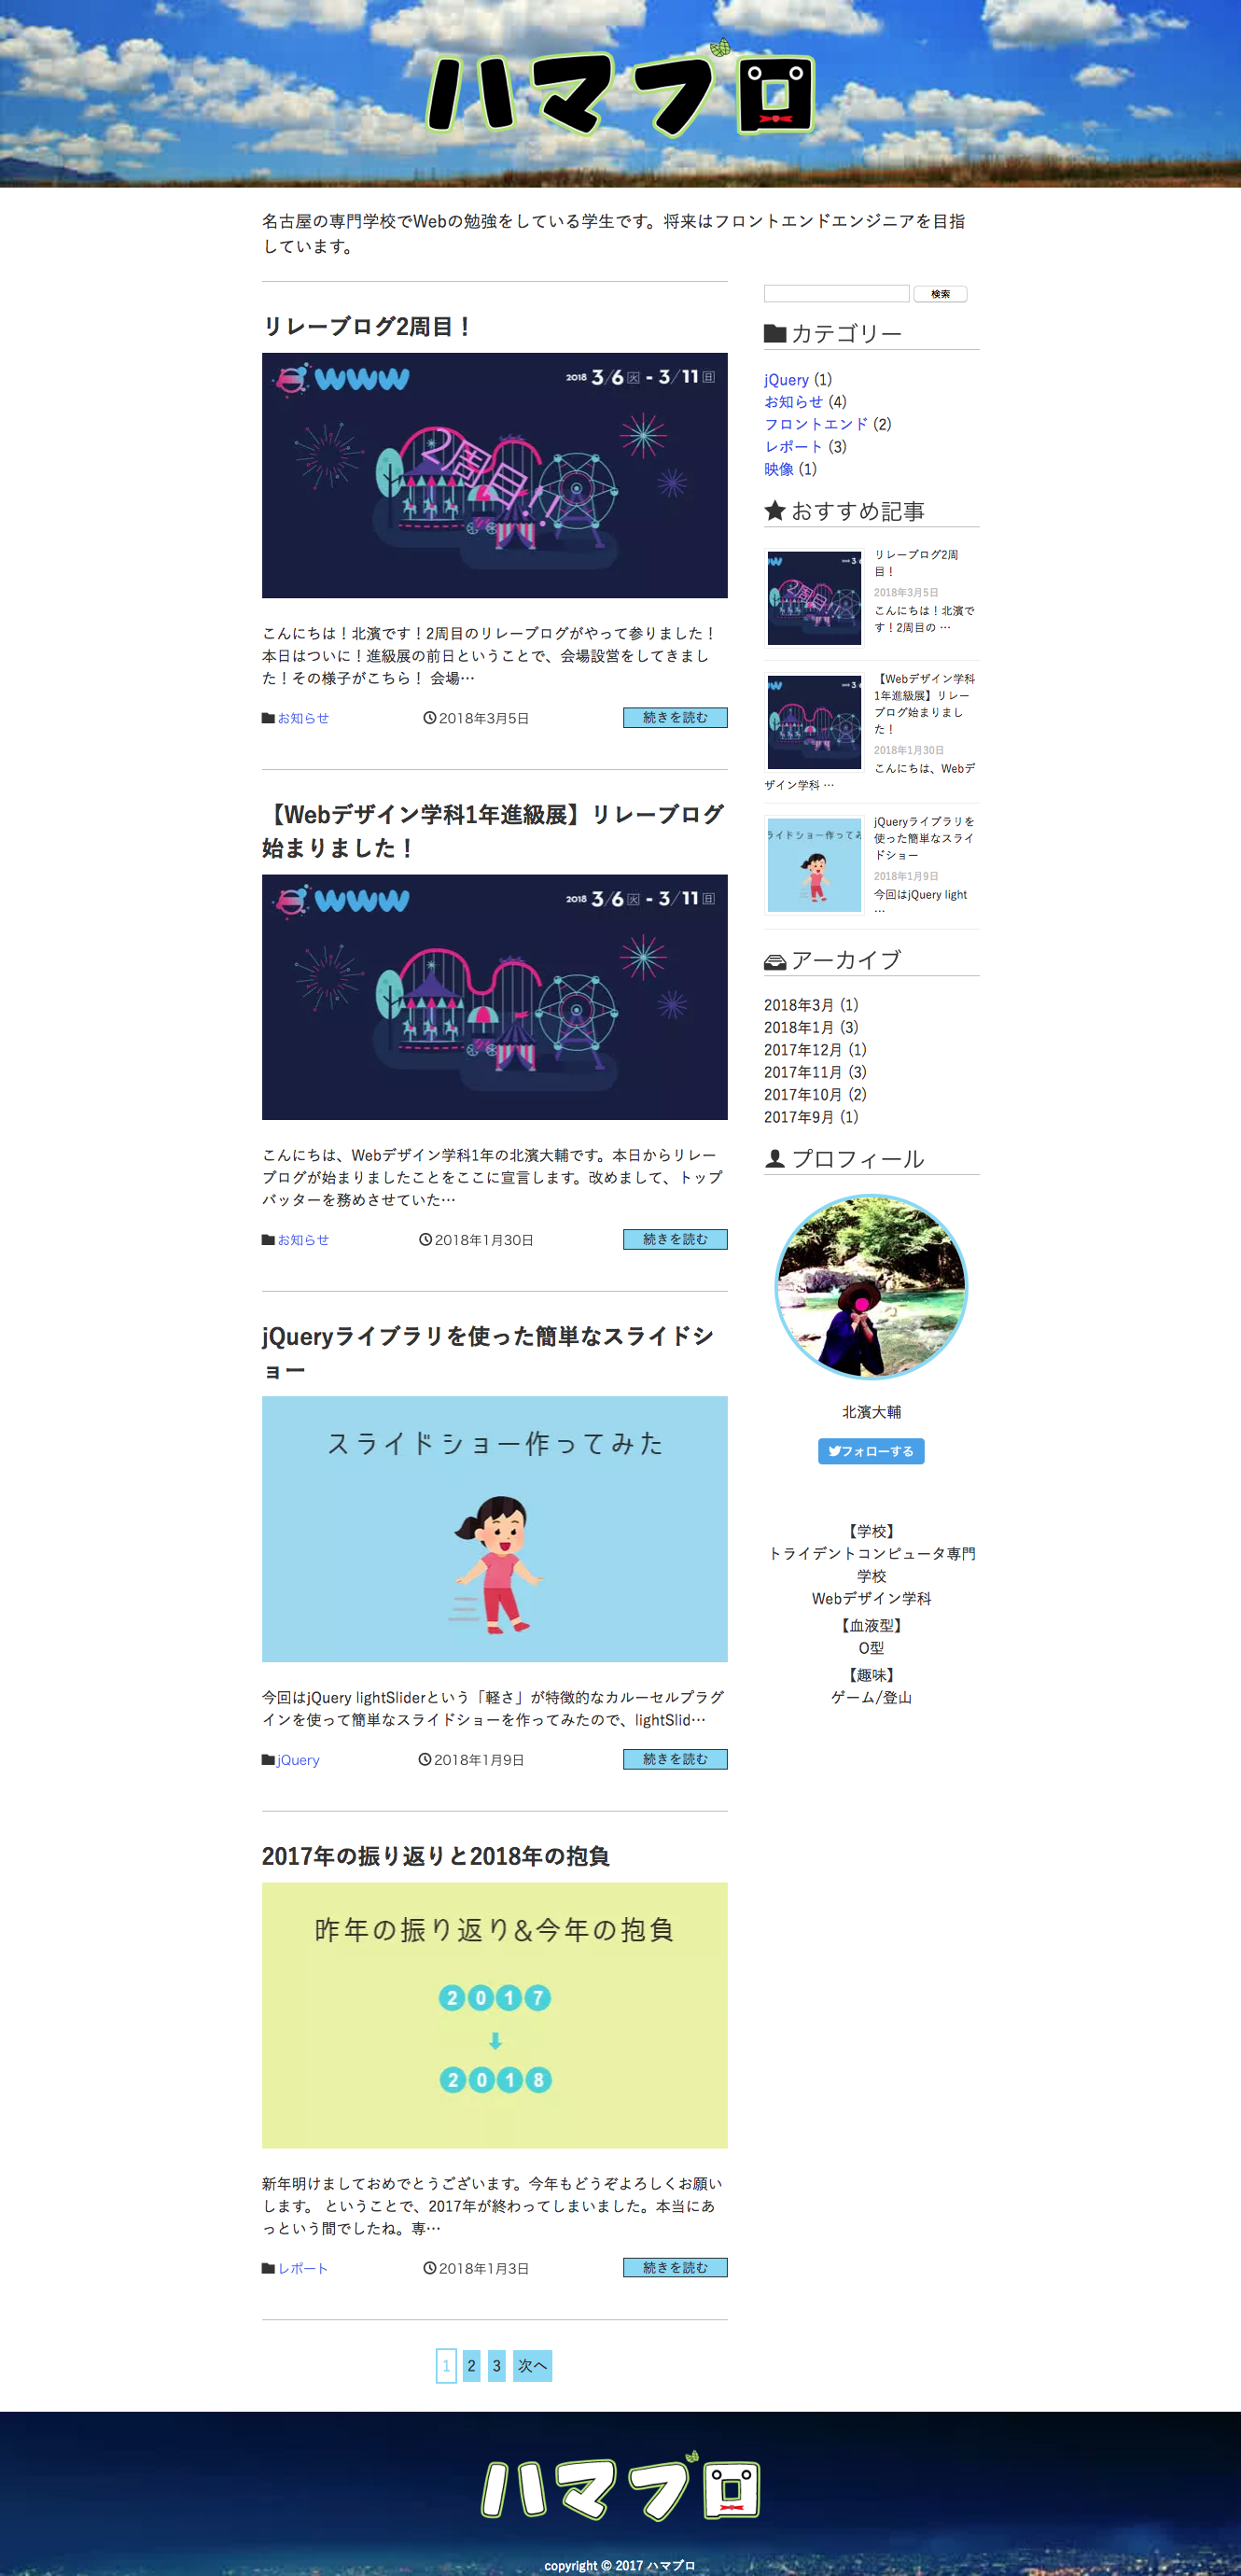 ハマブロ
名古屋の専門学校でWebの勉強をしている学生です。将来はフロントエンドエンジニアを目指
しています。
リレーブログ2周目！
WWW
2018 3/6 火 - 3/11 日
2周目!!
こんにちは！北濱です！2周目のリレーブログがやって参りました！
本日はついに！進級展の前日ということで、会場設営をしてきまし
た！その様子がこちら！ 会場…
お知らせ
2018年3月5日
続きを読む
【Webデザイン学科1年進級展】リレーブログ
始まりました！
WWW
2018 3/6 火 - 3/11 日
こんにちは、Webデザイン学科1年の北濱大輔です。本日からリレー
ブログが始まりましたことをここに宣言します。改めまして、トップ
バッターを務めさせていた…
お知らせ
2018年1月30日
続きを読む
jQueryライブラリを使った簡単なスライドシ
ョー
スライドショー作ってみた
今回はjQuery lightSliderという「軽さ」が特徴的なカルーセルプラグ
インを使って簡単なスライドショーを作ってみたので、lightSlid…
jQuery
2018年1月9日
続きを読む
2017年の振り返りと2018年の抱負
昨年の振り返り&今年の抱負
2017
2018
新年明けましておめでとうございます。今年もどうぞよろしくお願い
します。 ということで、2017年が終わってしまいました。本当にあ
っという間でしたね。専…
レポート
2018年1月3日
続きを読む
1 2 3 次へ
検索
カテゴリー
jQuery (1)
お知らせ (4)
フロントエンド (2)
レポート (3)
映像 (1)
おすすめ記事
WWW
リレーブログ2周
目！
2018年3月5日
こんにちは！北濱で
す！2周目の …
WWW
【Webデザイン学科
1年進級展】リレー
ブログ始まりまし
た！
2018年1月30日
こんにちは、Webデ
ザイン学科 …
ライドショー作ってみ
jQueryライブラリを
使った簡単なスライ
ドショー
2018年1月9日
今回はjQuery light
…
アーカイブ
2018年3月 (1)
2018年1月 (3)
2017年12月 (1)
2017年11月 (3)
2017年10月 (2)
2017年9月 (1)
プロフィール
北濱大輔
フォローする
【学校】
トライデントコンピュータ専門
学校
Webデザイン学科
【血液型】
O型
【趣味】
ゲーム/登山
ハマブロ
copyright © 2017 ハマブロ